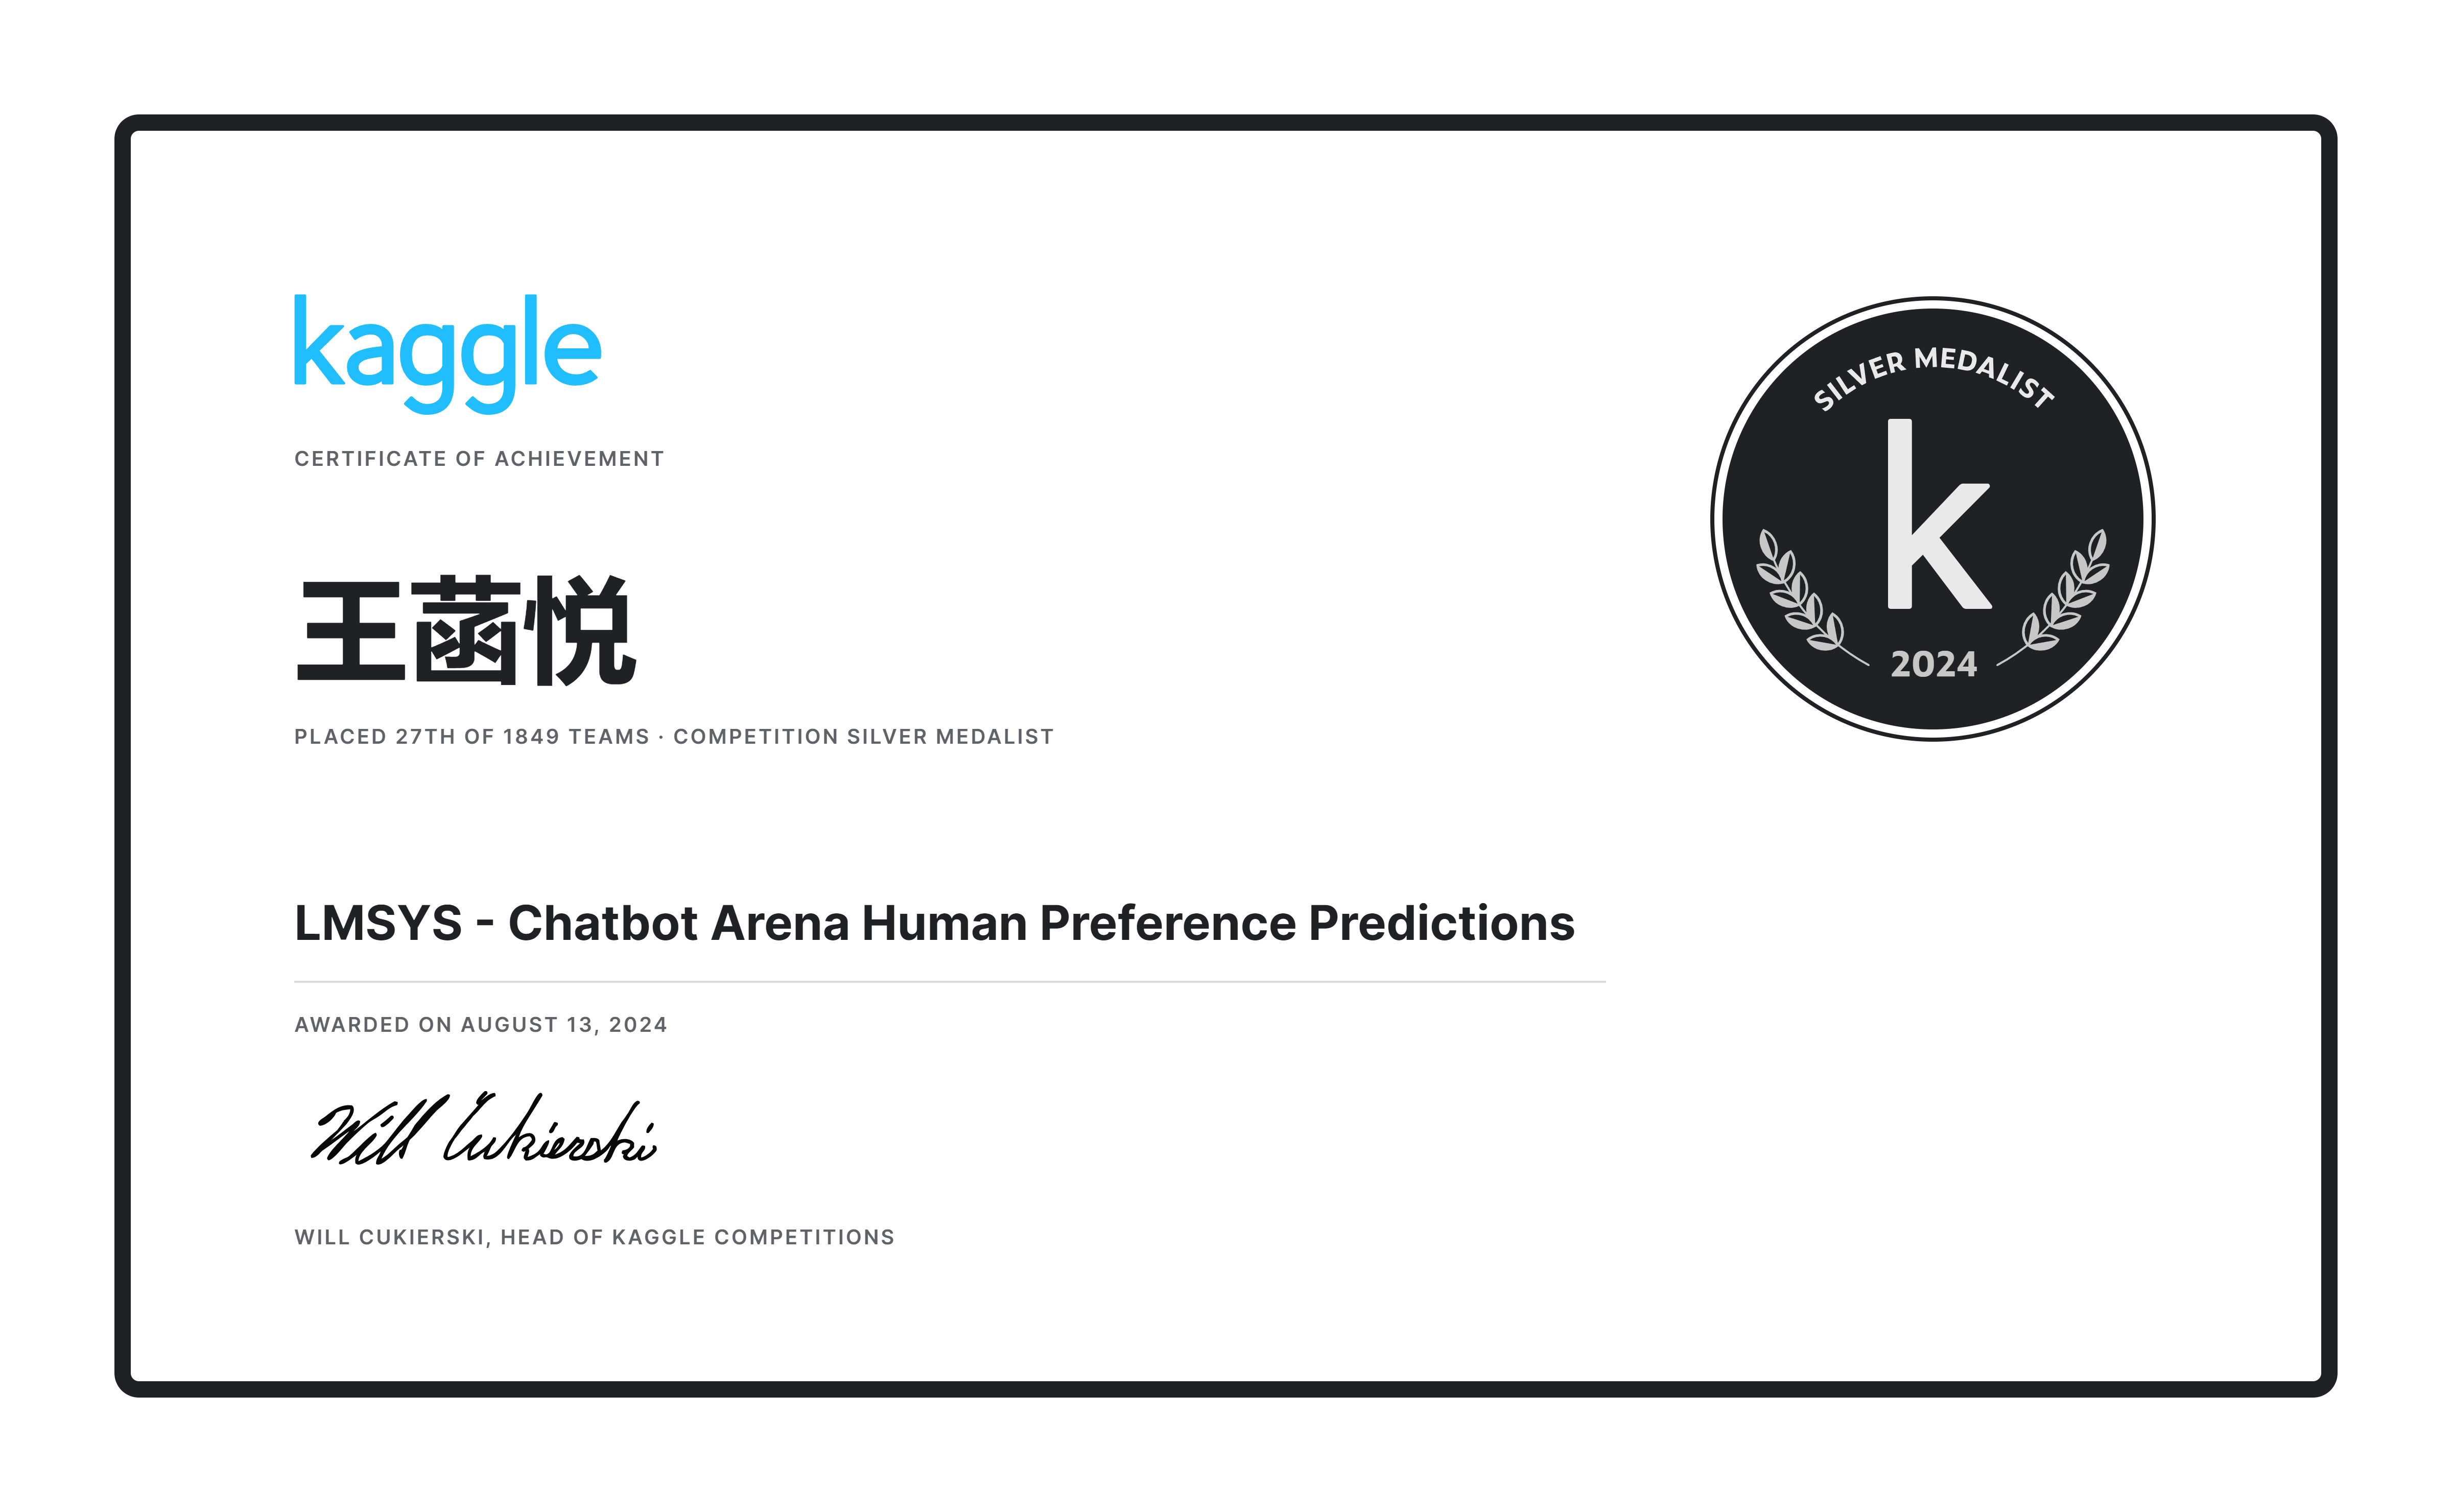 kaggle
CERTIFICATE OF ACHIEVEMENT
王菡悦
PLACED 27TH OF 1849 TEAMS · COMPETITION SILVER MEDALIST
SILVER MEDALIST
k
2024
LMSYS - Chatbot Arena Human Preference Predictions
AWARDED ON AUGUST 13, 2024
Will Cukierski
WILL CUKIERSKI, HEAD OF KAGGLE COMPETITIONS